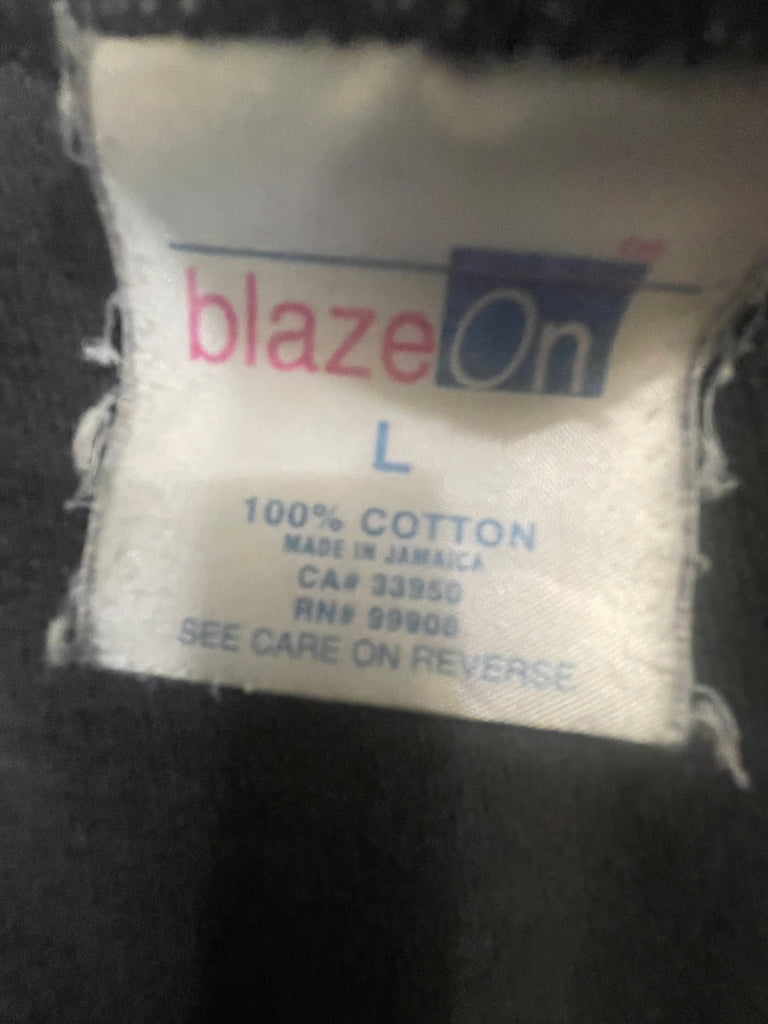 blazeOn
L
100% COTTON
MADE IN JAMAICA
CA# 33950
RN# 99900
SEE CARE ON REVERSE